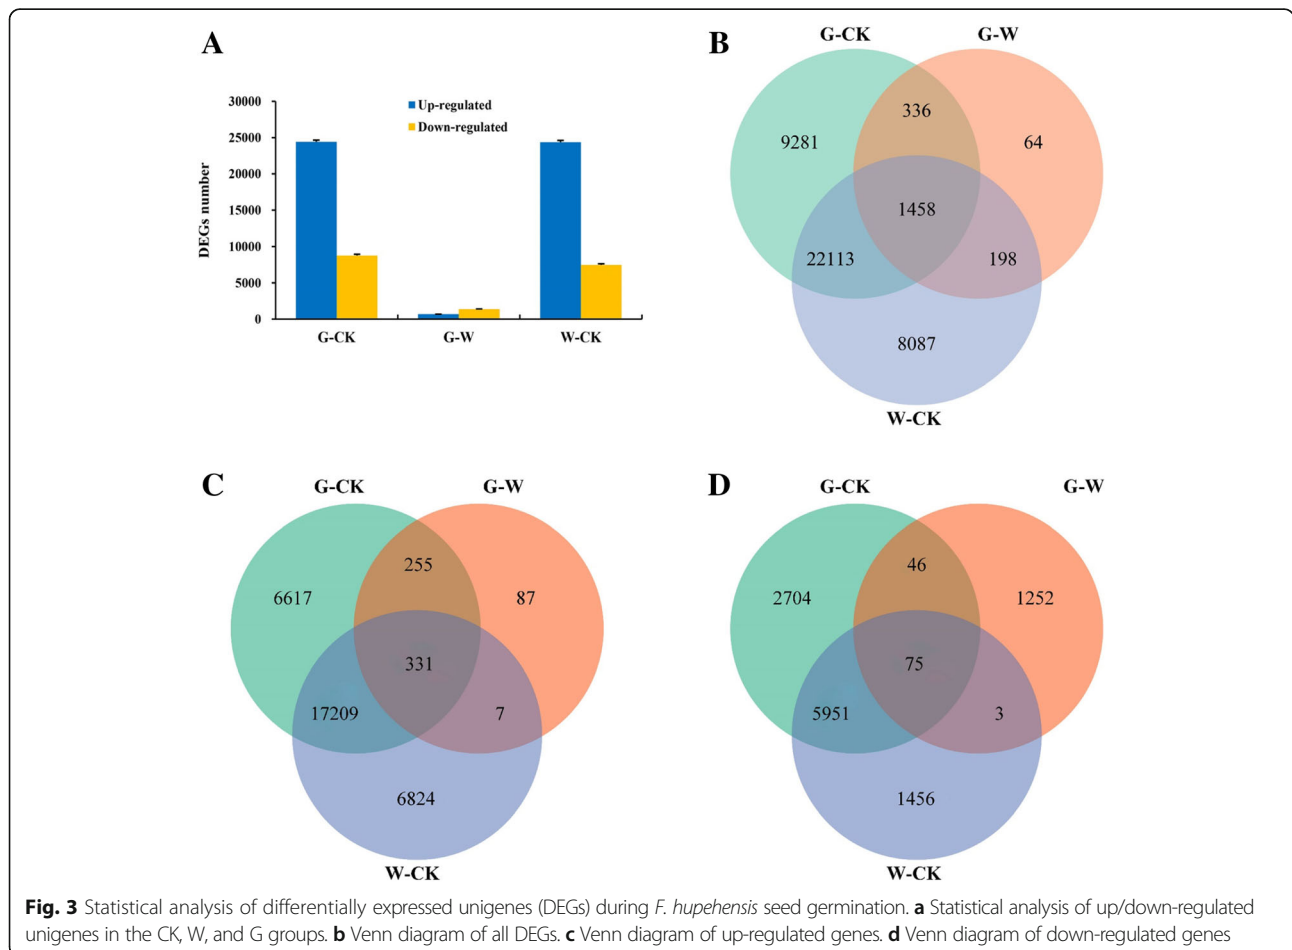 A
30000
25000
20000
15000
10000
5000
0
DEGs number
Up-regulated
Down-regulated
G-CK
G-W
W-CK
B
G-CK
G-W
336
9281
64
1458
22113
198
8087
W-CK
C
G-CK
G-W
255
6617
87
331
17209
7
6824
W-CK
D
G-CK
G-W
46
2704
1252
75
5951
3
1456
W-CK
Fig. 3 Statistical analysis of differentially expressed unigenes (DEGs) during F. hupehensis seed germination. a Statistical analysis of up/down-regulated
unigenes in the CK, W, and G groups. b Venn diagram of all DEGs. c Venn diagram of up-regulated genes. d Venn diagram of down-regulated genes